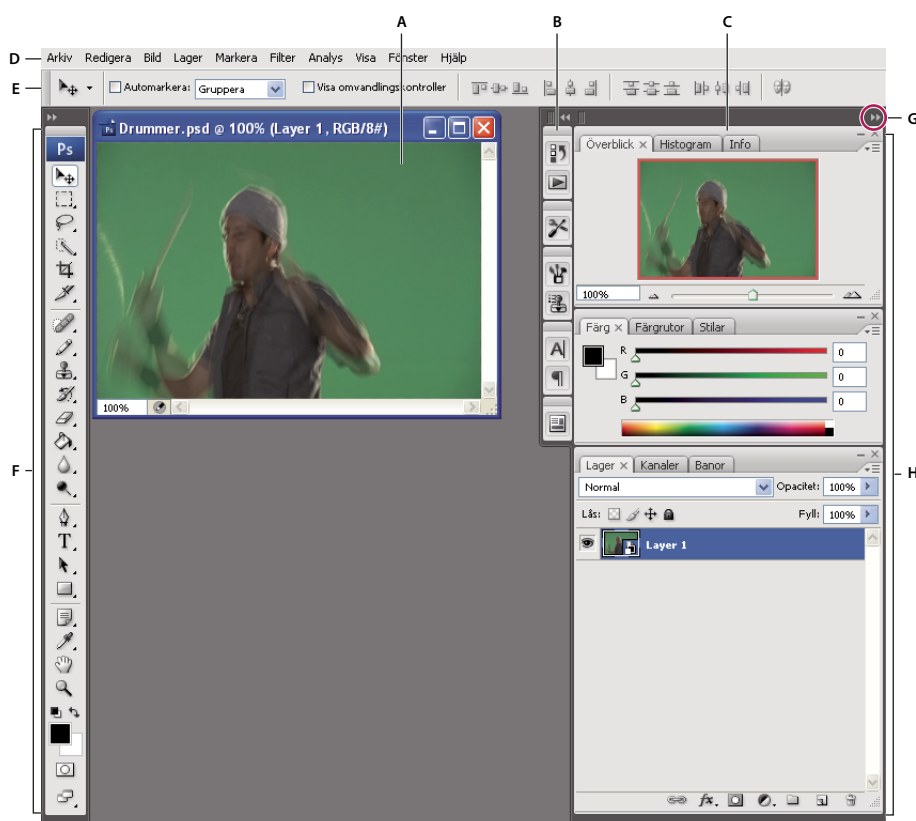 A B C
D Arkiv Redigera Bild Lager Markera Filter Analys Visa Fönster Hjälp
E Automarkera: Gruppera Visa omvandlingskontroller
G
Ps
Drummer.psd @ 100% (Layer 1, RGB/8#)
100%
Överblick × Histogram Info
100%
Färg × Färgrutor Stilar
R 0
G 0
B 0
F
H
Lager × Kanaler Banor
Normal Opacitet: 100%
Lås: Fyll: 100%
Layer 1